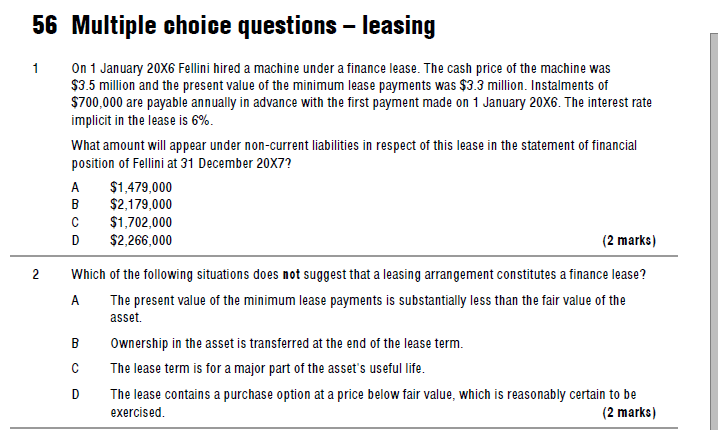 56 Multiple choice questions – leasing
1 On 1 January 20X6 Fellini hired a machine under a finance lease. The cash price of the machine was
$3.5 million and the present value of the minimum lease payments was $3.3 million. Instalments of
$700,000 are payable annually in advance with the first payment made on 1 January 20X6. The interest rate
implicit in the lease is 6%.
What amount will appear under non-current liabilities in respect of this lease in the statement of financial
position of Fellini at 31 December 20X7?
A $1,479,000
B $2,179,000
C $1,702,000
D $2,266,000 (2 marks)
2 Which of the following situations does not suggest that a leasing arrangement constitutes a finance lease?
A The present value of the minimum lease payments is substantially less than the fair value of the
asset.
B Ownership in the asset is transferred at the end of the lease term.
C The lease term is for a major part of the asset's useful life.
D The lease contains a purchase option at a price below fair value, which is reasonably certain to be
exercised. (2 marks)